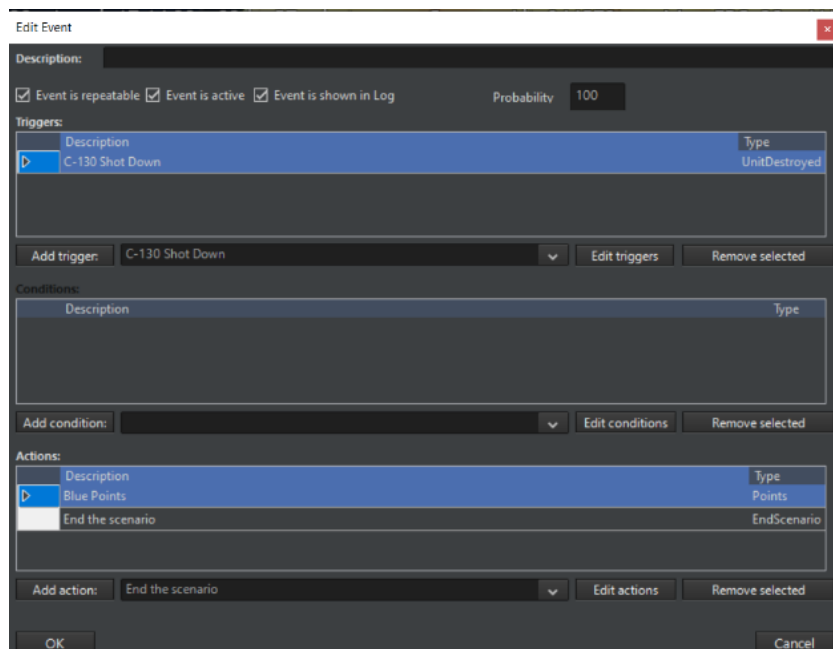 Edit Event
Description:
Event is repeatable Event is active Event is shown in Log Probability 100
Triggers:
Description Type
C-130 Shot Down UnitDestroyed
Add trigger: C-130 Shot Down Edit triggers Remove selected
Conditions:
Description Type
Add condition: Edit conditions Remove selected
Actions:
Description Type
Blue Points Points
End the scenario EndScenario
Add action: End the scenario Edit actions Remove selected
OK Cancel